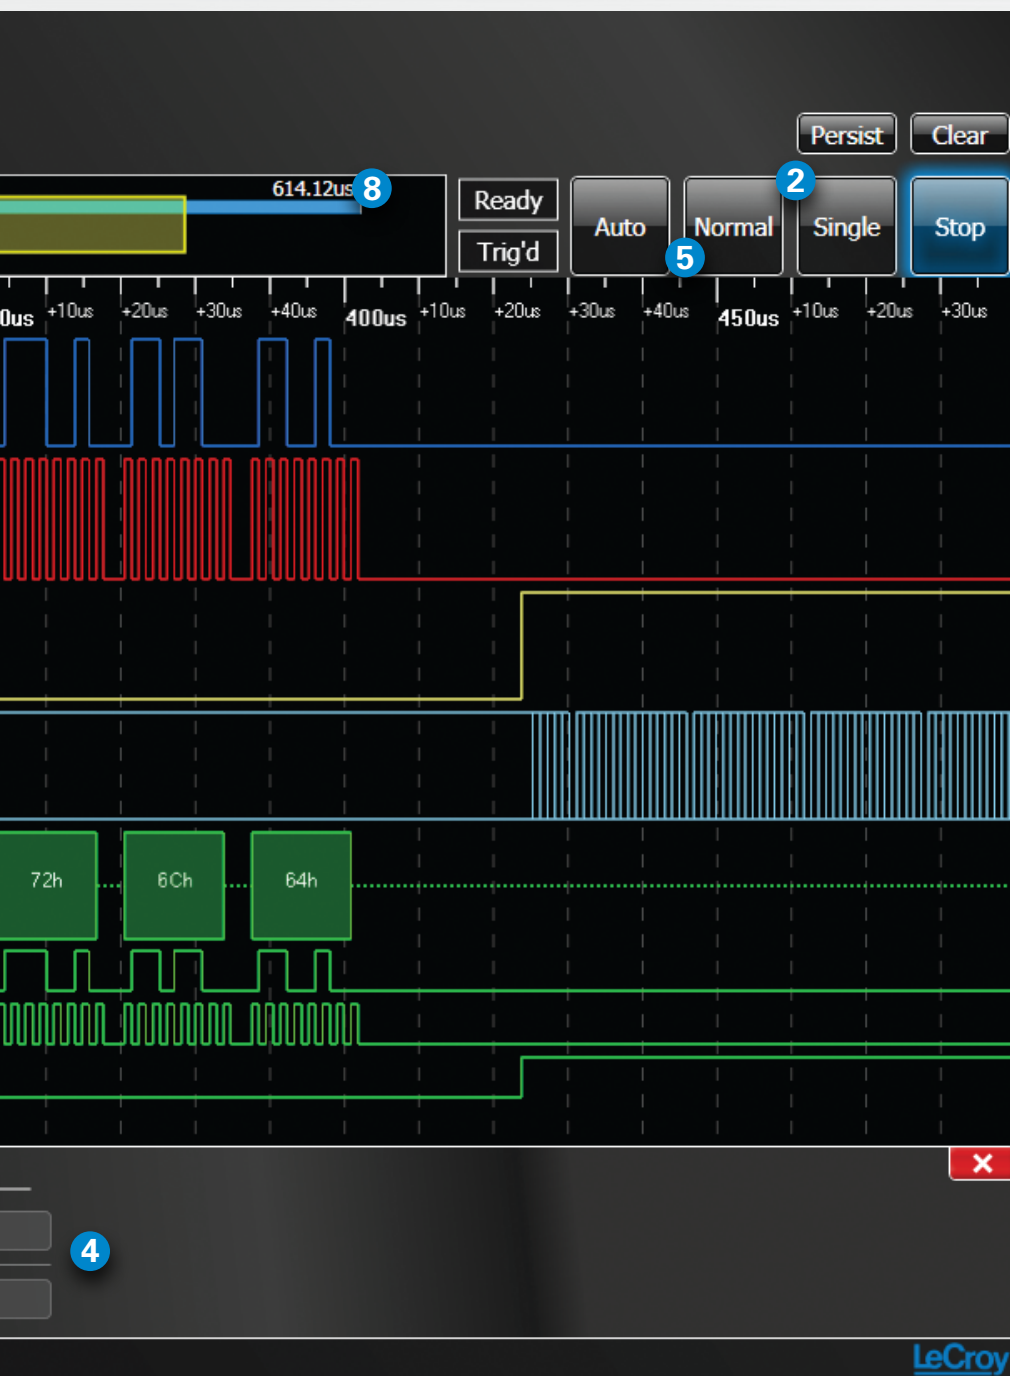 Persist Clear
614.12us 8 Ready Auto Normal 2 Single Stop
Trig'd 5
0us +10us +20us +30us +40us 400us +10us +20us +30us +40us 450us +10us +20us +30us
72h 6Ch 64h
4
LeCroy